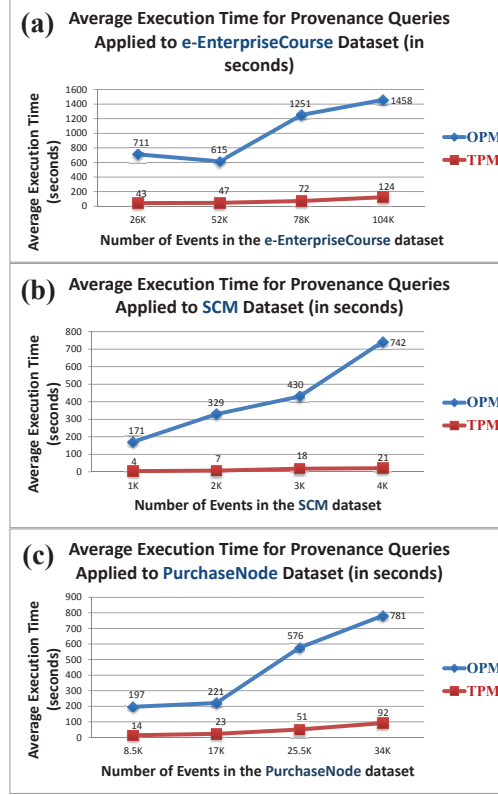 (a) Average Execution Time for Provenance Queries
Applied to e-EnterpriseCourse Dataset (in
seconds)
Average Execution Time
(seconds)
1600
1400
1200
1000
800
600
400
200
0
711
615
1251
1458
43
47
72
124
26K
52K
78K
104K
OPM
TPM
Number of Events in the e-EnterpriseCourse dataset
(b) Average Execution Time for Provenance Queries
Applied to SCM Dataset (in seconds)
Average Execution Time
(seconds)
800
700
600
500
400
300
200
100
0
171
329
430
742
4
7
18
21
1K
2K
3K
4K
OPM
TPM
Number of Events in the SCM dataset
(c) Average Execution Time for Provenance Queries
Applied to PurchaseNode Dataset (in seconds)
Average Execution Time
(seconds)
900
800
700
600
500
400
300
200
100
0
197
221
576
781
14
23
51
92
8.5K
17K
25.5K
34K
OPM
TPM
Number of Events in the PurchaseNode dataset